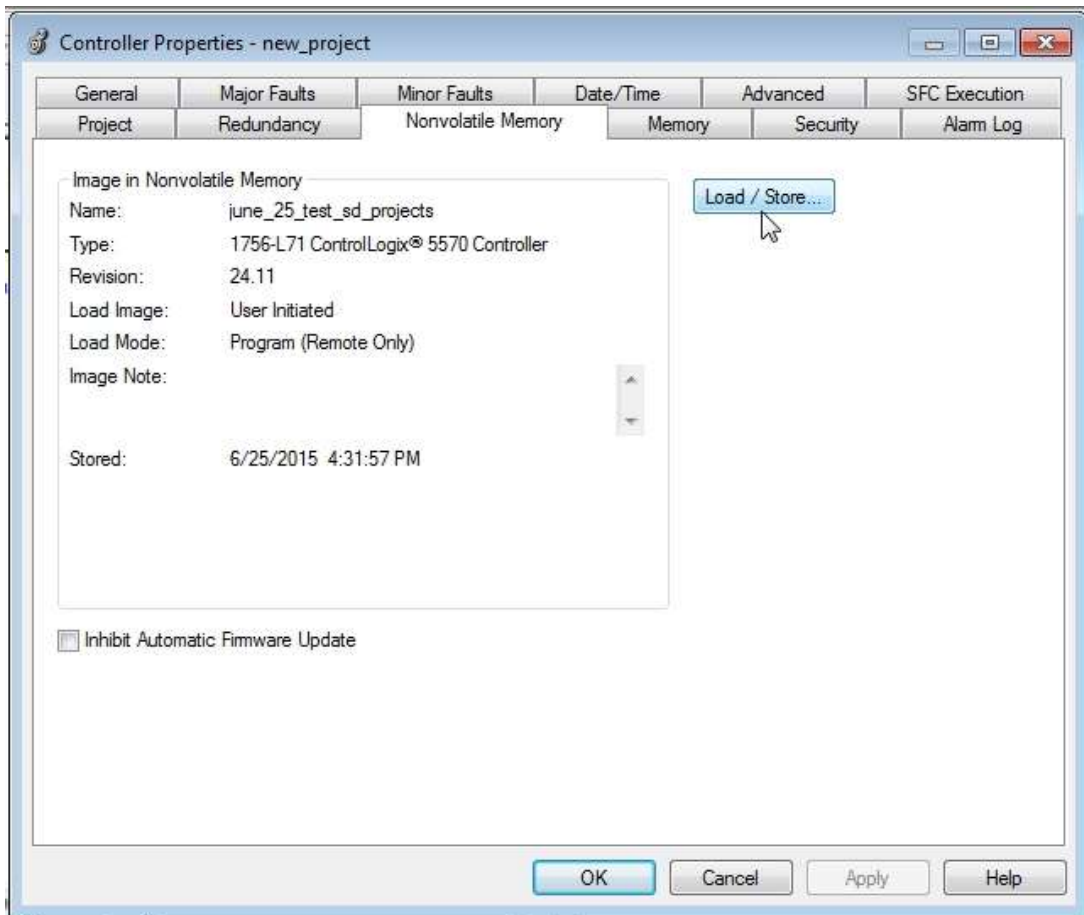 Controller Properties - new_project
General Major Faults Minor Faults Date/Time Advanced SFC Execution
Project Redundancy Nonvolatile Memory Memory Security Alarm Log
Image in Nonvolatile Memory
Load / Store...
Name: june_25_test_sd_projects
Type: 1756-L71 ControlLogix® 5570 Controller
Revision: 24.11
Load Image: User Initiated
Load Mode: Program (Remote Only)
Image Note:
Stored: 6/25/2015 4:31:57 PM
Inhibit Automatic Firmware Update
OK Cancel Apply Help